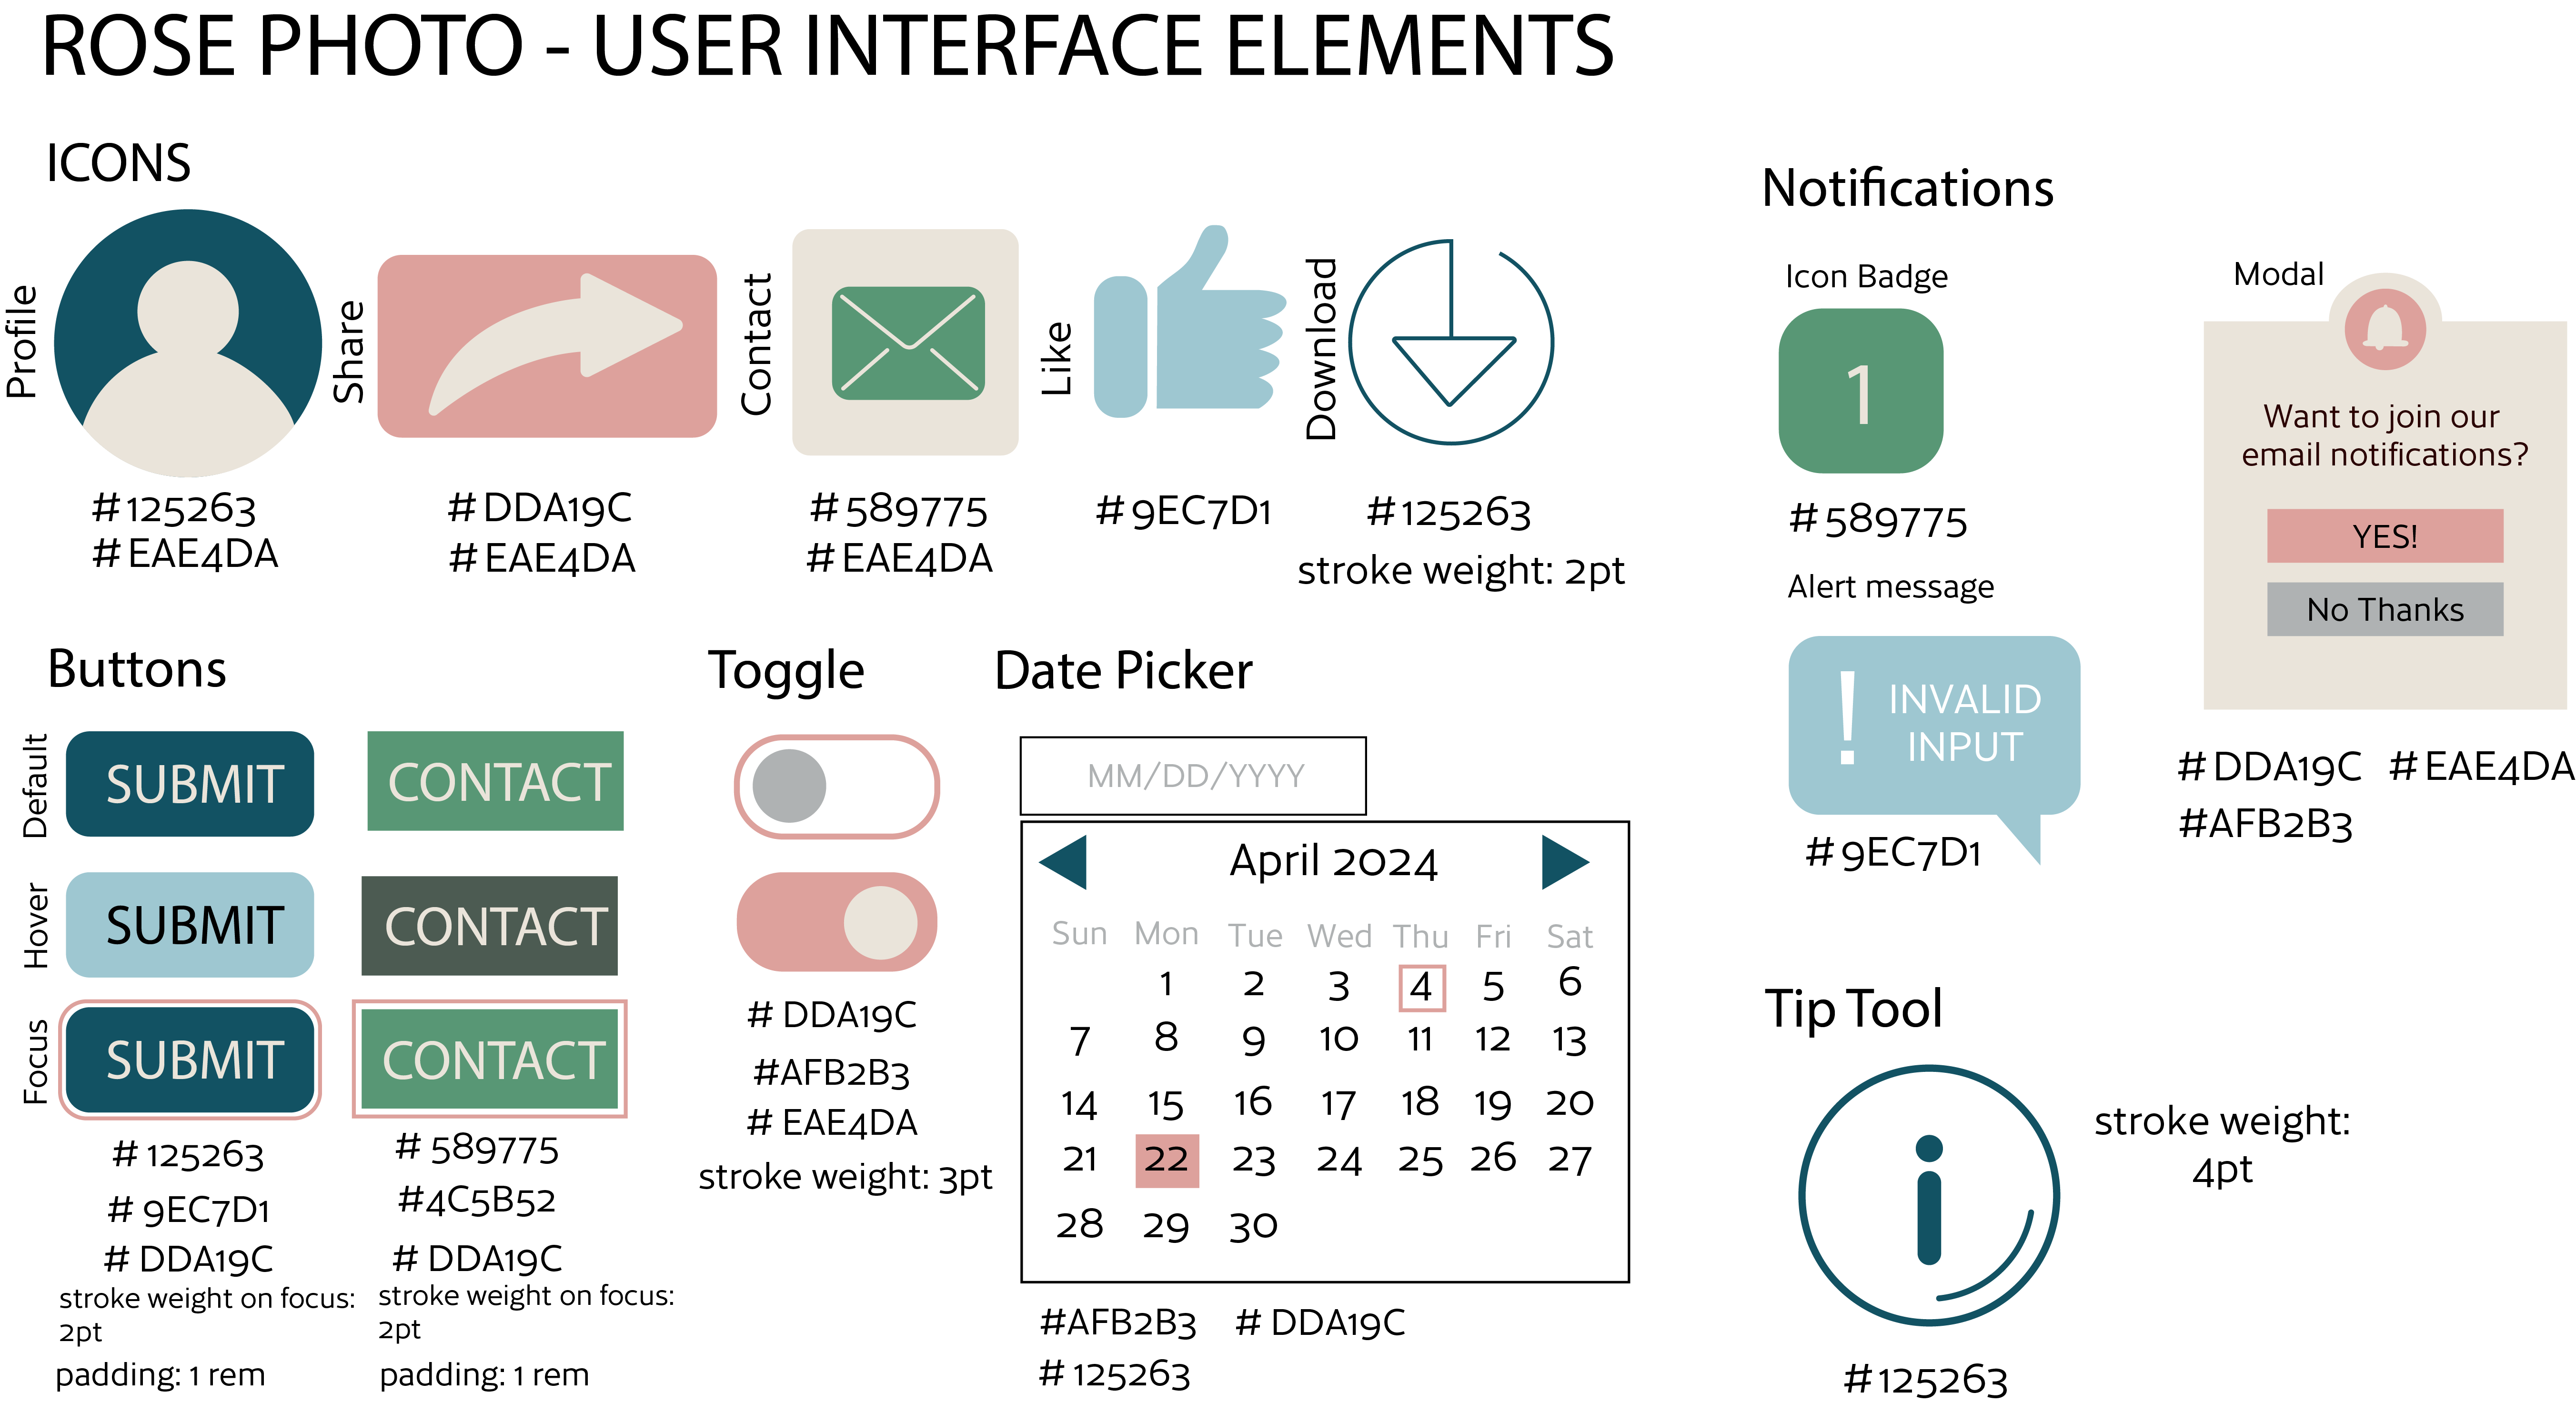 ROSE PHOTO - USER INTERFACE ELEMENTS
ICONS
Profile
#125263
#EAE4DA
Share
#DDA19C
#EAE4DA
Contact
#589775
#EAE4DA
Like
#9EC7D1
Download
#125263
stroke weight: 2pt
Buttons
Default
SUBMIT
CONTACT
Hover
SUBMIT
CONTACT
Focus
SUBMIT
CONTACT
# 125263
# 9EC7D1
# DDA19C
stroke weight on focus:
2pt
padding: 1 rem
# 589775
#4C5B52
# DDA19C
stroke weight on focus:
2pt
padding: 1 rem
Toggle
# DDA19C
#AFB2B3
# EAE4DA
stroke weight: 3pt
Date Picker
MM/DD/YYYY
April 2024
Sun Mon Tue Wed Thu Fri Sat
1 2 3 4 5 6
7 8 9 10 11 12 13
14 15 16 17 18 19 20
21 22 23 24 25 26 27
28 29 30
#AFB2B3 # DDA19C
# 125263
Notifications
Icon Badge
1
#589775
Alert message
! INVALID
INPUT
#9EC7D1
Modal
Want to join our
email notifications?
YES!
No Thanks
#DDA19C #EAE4DA
#AFB2B3
Tip Tool
i
stroke weight:
4pt
#125263